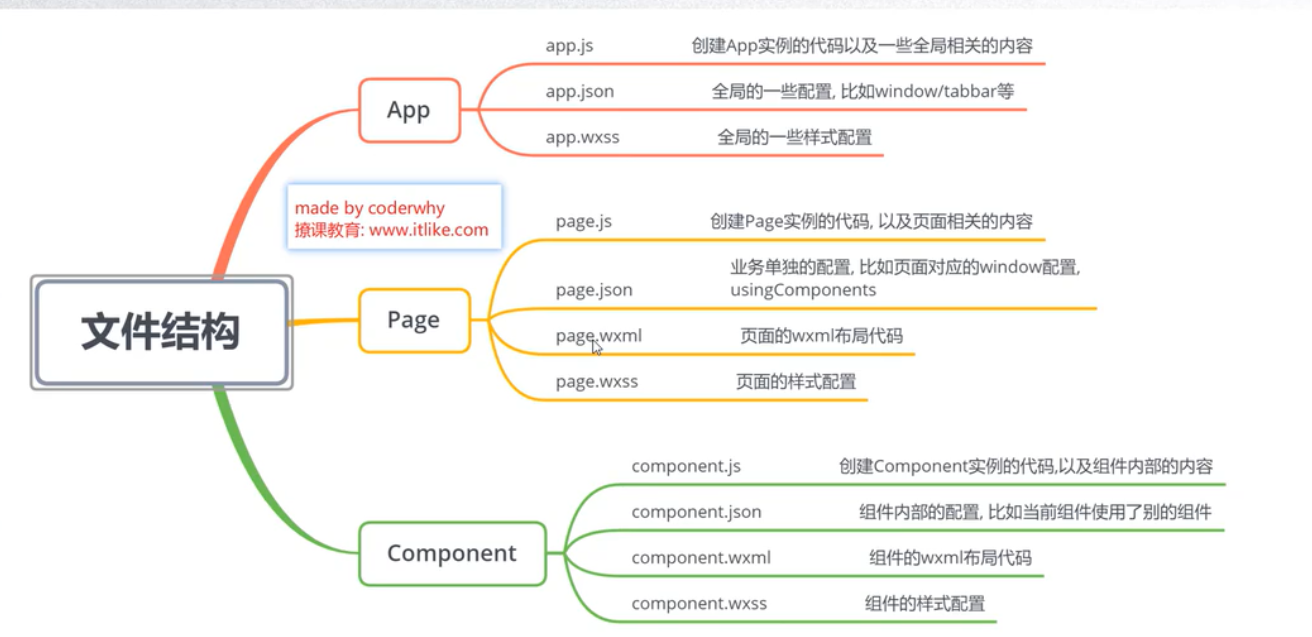 app.js 创建App实例的代码以及一些全局相关的内容
app.json 全局的一些配置, 比如window/tabbar等
App
app.wxss 全局的一些样式配置
made by coderwhy
撩课教育: www.itlike.com
page.js 创建Page实例的代码, 以及页面相关的内容
业务单独的配置, 比如页面对应的window配置,
page.json usingComponents
文件结构
Page
page.wxml 页面的wxml布局代码
page.wxss 页面的样式配置
component.js 创建Component实例的代码,以及组件内部的内容
component.json 组件内部的配置, 比如当前组件使用了别的组件
Component
component.wxml 组件的wxml布局代码
component.wxss 组件的样式配置